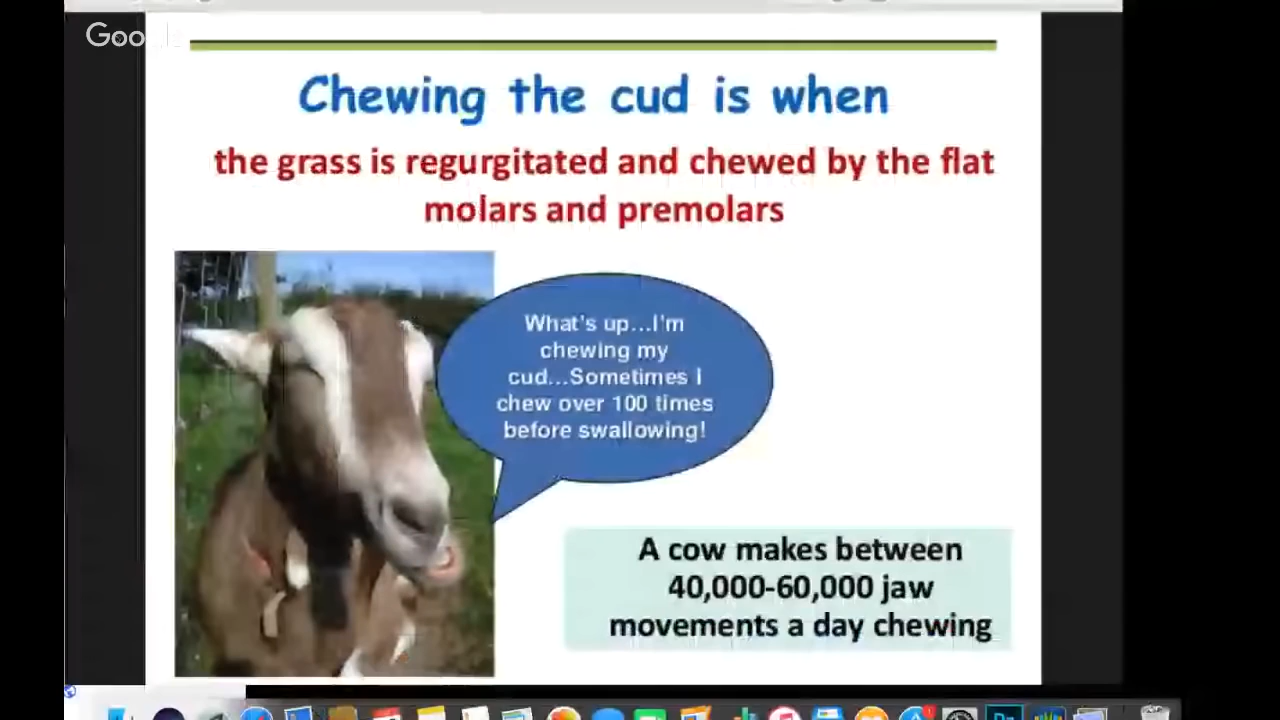 Chewing the cud is when
the grass is regurgitated and chewed by the flat
molars and premolars
What's up...I'm
chewing my
cud...Sometimes I
chew over 100 times
before swallowing!
A cow makes between
40,000-60,000 jaw
movements a day chewing